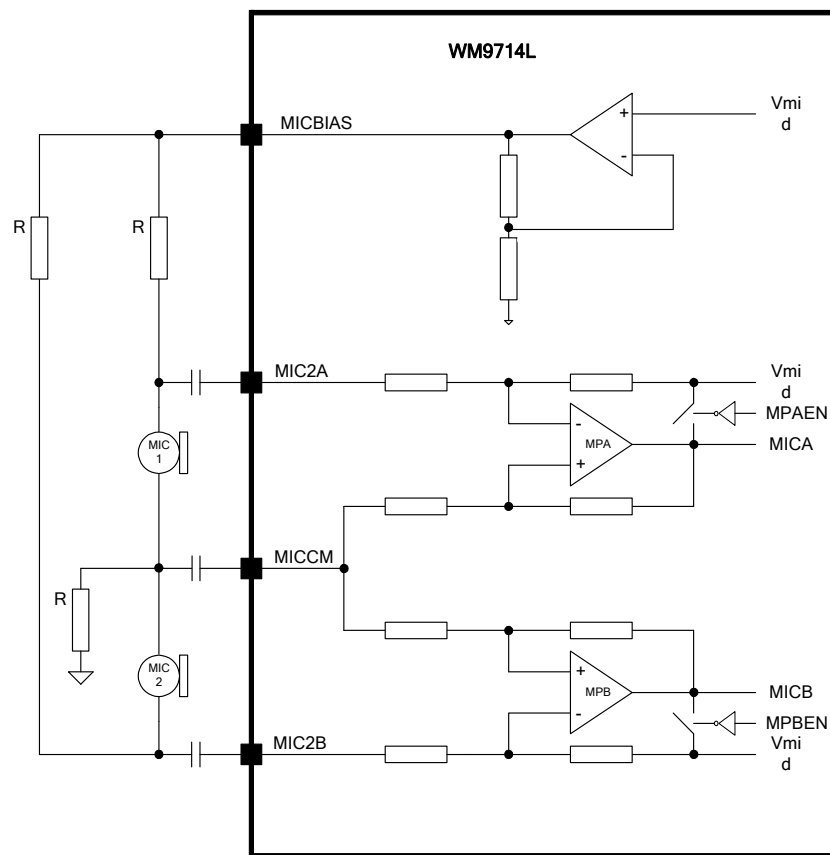 WM9714L
Vmi
d
MICBIAS
+
-
R
R
MIC2A
Vmi
d
MPAEN
-
MPA
+
MICA
MIC
1
MICCM
R
MIC
2
+
MPB
-
MICB
MPBEN
MIC2B
Vmi
d